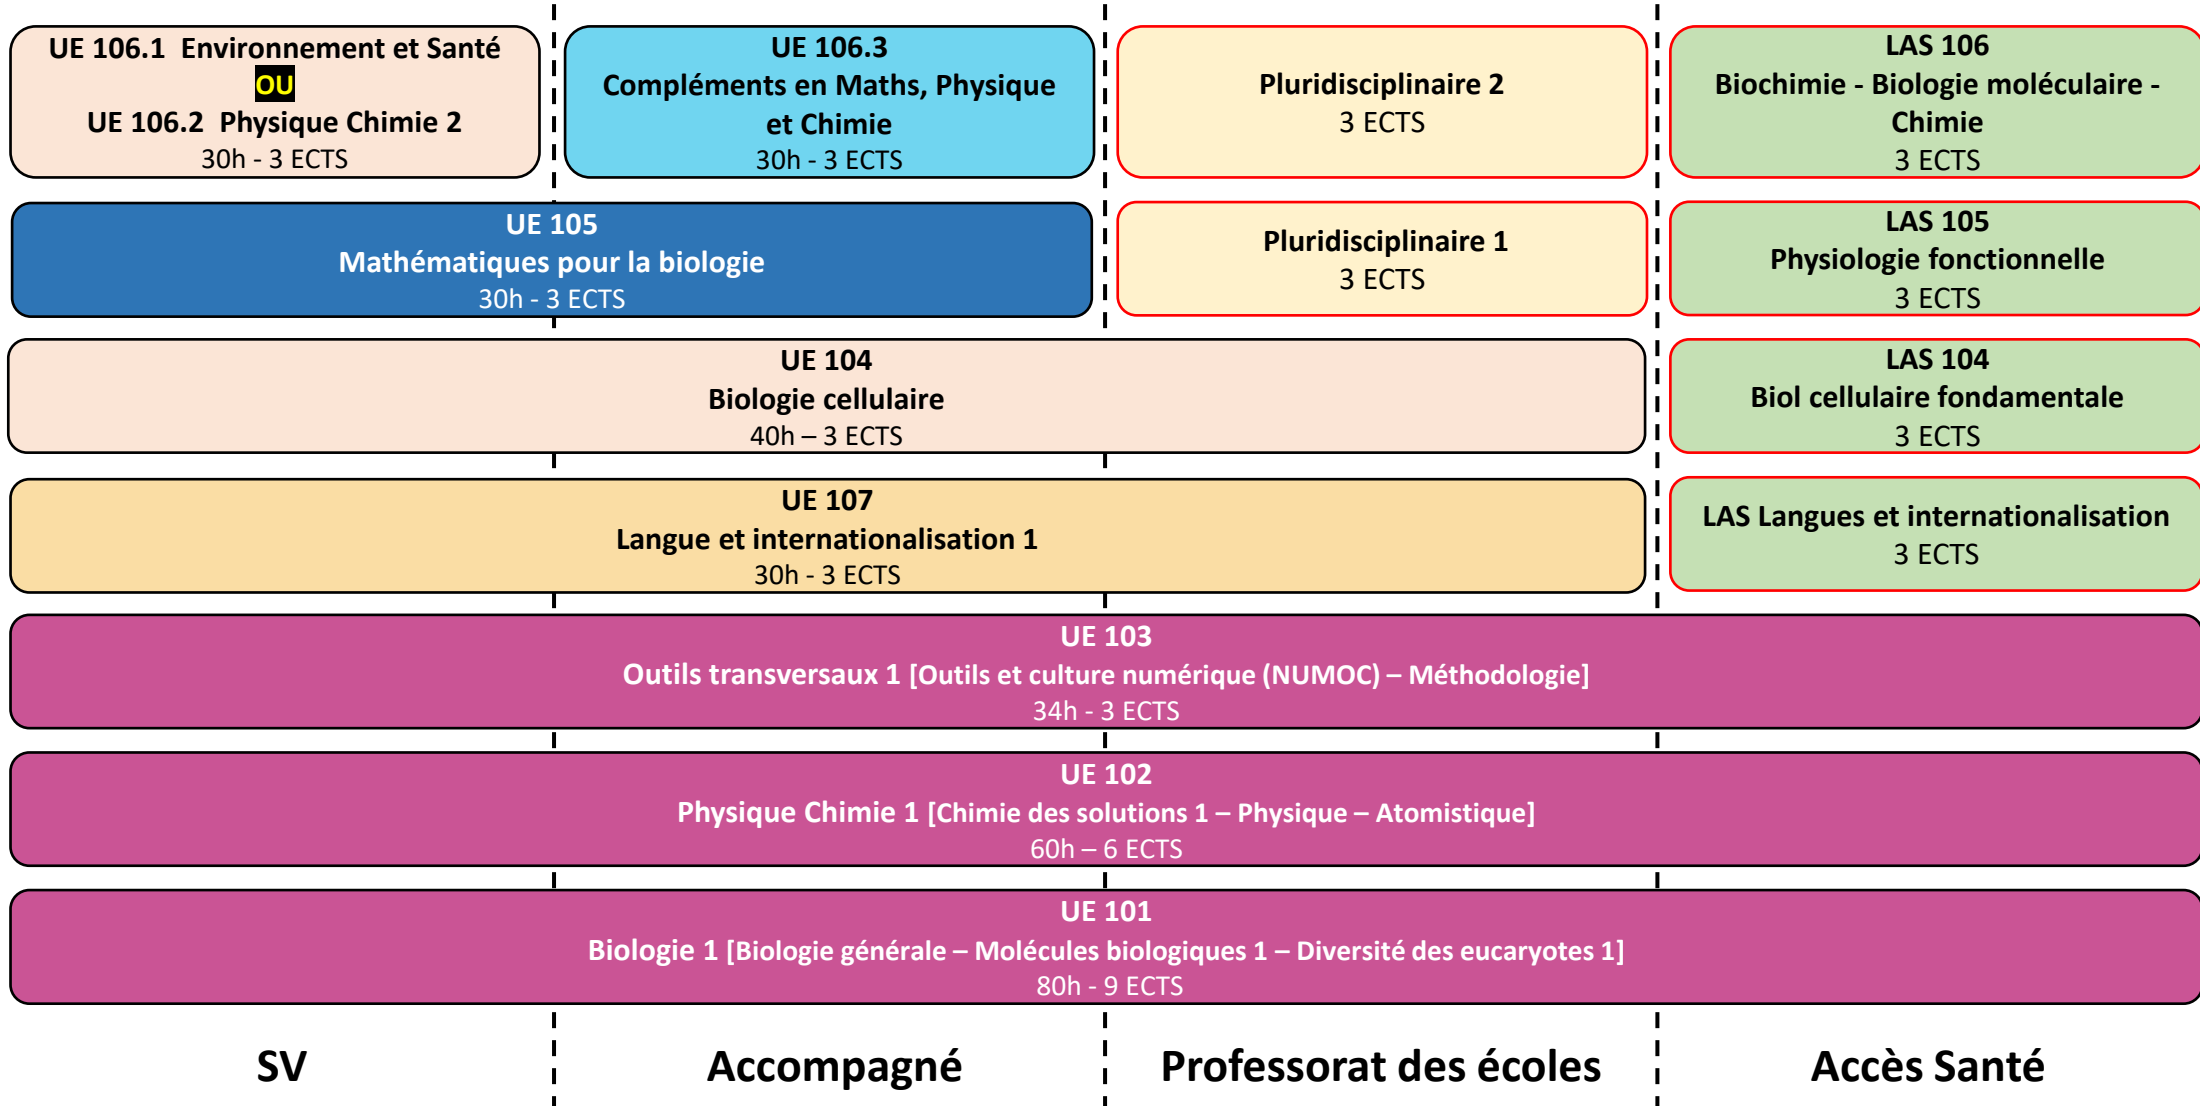 UE 106.1  Environnement et Santé
OU
UE 106.2  Physique Chimie 2
30h - 3 ECTS
UE 106.3
Compléments en Maths, Physique
et Chimie
30h - 3 ECTS
Pluridisciplinaire 2
3 ECTS
LAS 106
Biochimie - Biologie moléculaire -
Chimie
3 ECTS
UE 105
Mathématiques pour la biologie
30h - 3 ECTS
Pluridisciplinaire 1
3 ECTS
LAS 105
Physiologie fonctionnelle
3 ECTS
UE 104
Biologie cellulaire
40h – 3 ECTS
LAS 104
Biol cellulaire fondamentale
3 ECTS
UE 107
Langue et internationalisation 1
30h - 3 ECTS
LAS Langues et internationalisation
3 ECTS
UE 103
Outils transversaux 1 [Outils et culture numérique (NUMOC) – Méthodologie]
34h - 3 ECTS
UE 102
Physique Chimie 1 [Chimie des solutions 1 – Physique – Atomistique]
60h – 6 ECTS
UE 101
Biologie 1 [Biologie générale – Molécules biologiques 1 – Diversité des eucaryotes 1]
80h - 9 ECTS
SV
Accompagné
Professorat des écoles
Accès Santé